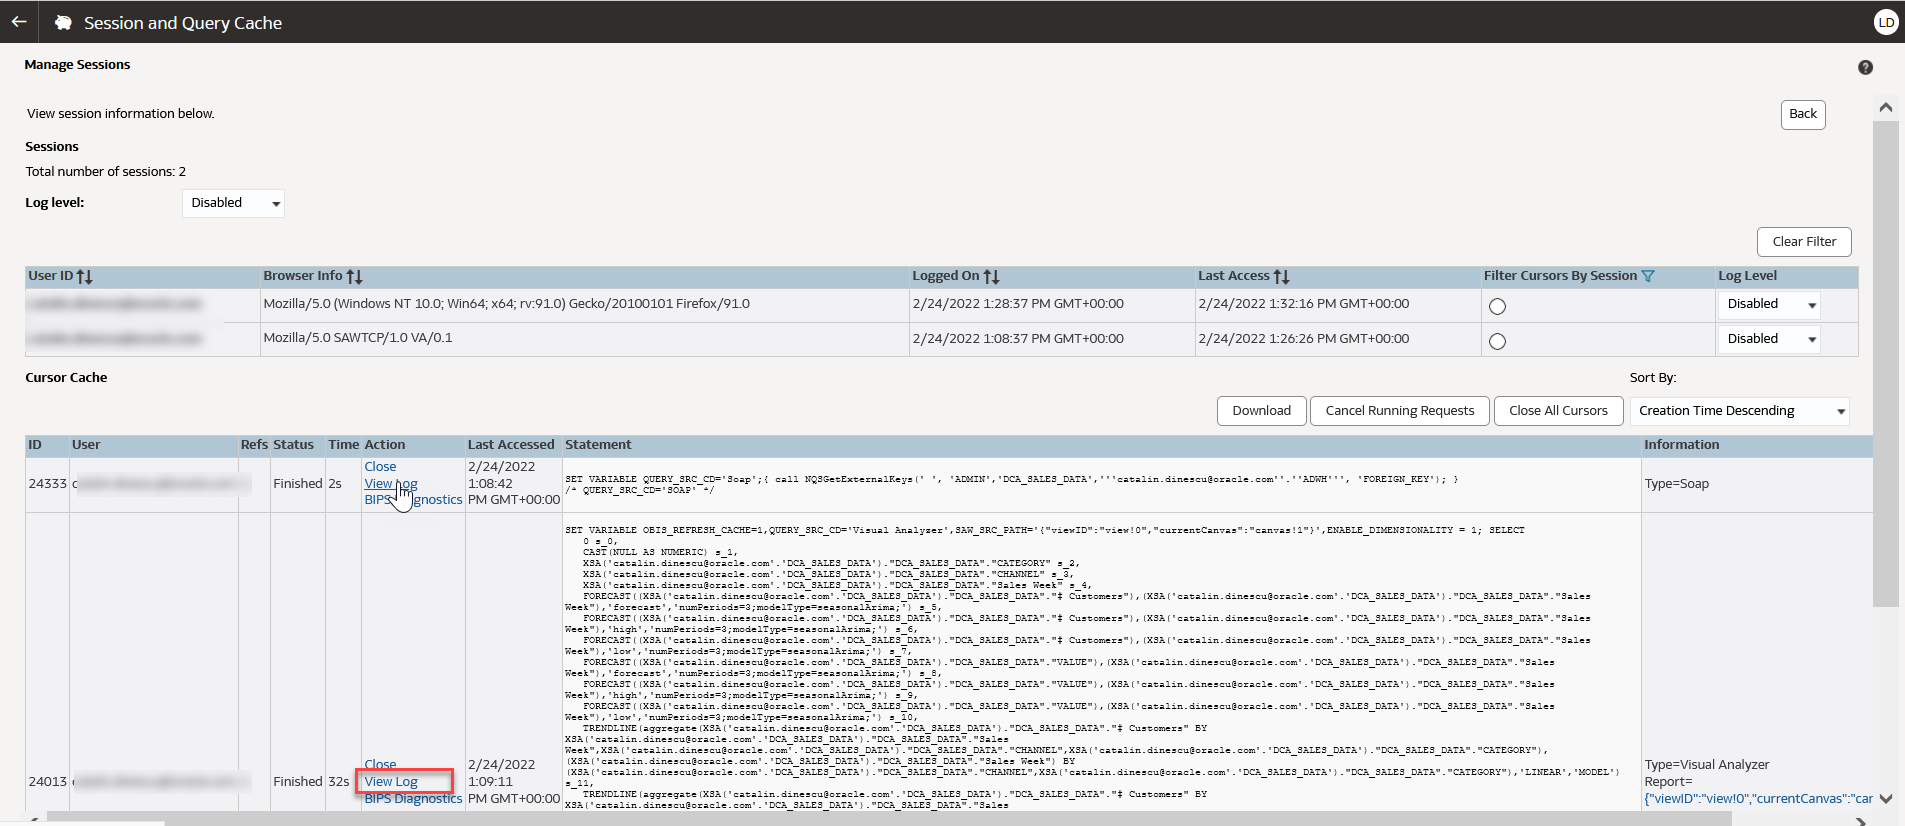 Session and Query Cache
LD
Manage Sessions
View session information below.
Back
Sessions
Total number of sessions: 2
Log level:
Disabled
Clear Filter
User ID Browser Info Logged On Last Access Filter Cursors By Session Log Level
Mozilla/5.0 (Windows NT 10.0; Win64; x64; rv:91.0) Gecko/20100101 Firefox/91.0 2/24/2022 1:28:37 PM GMT+00:00 2/24/2022 1:32:16 PM GMT+00:00 Disabled
Mozilla/5.0 SAWTCP/1.0 VA/0.1 2/24/2022 1:08:37 PM GMT+00:00 2/24/2022 1:26:26 PM GMT+00:00 Disabled
Cursor Cache
Sort By:
Download Cancel Running Requests Close All Cursors Creation Time Descending
ID User Refs Status Time Action Last Accessed Statement Information
24333
Finished 2s
Close
View Log
BIPS gnostics
2/24/2022
1:08:42
PM GMT+00:00
SET VARIABLE QUERY_SRC_CD='Soap';{ call NQSGetExternalKeys(' ', 'ADMIN','DCA_SALES_DATA','''catalin.dinescu@oracle.com''.''ADWH''', 'FOREIGN_KEY'); }
/* QUERY_SRC_CD='SOAP' */
Type=Soap
24013
Finished 32s
Close
View Log
BIPS Diagnostics
2/24/2022
1:09:11
PM GMT+00:00
SET VARIABLE OBIS_REFRESH_CACHE=1,QUERY_SRC_CD='Visual Analyzer',SAW_SRC_PATH='{"viewID":"view!0","currentCanvas":"canvas!1"}',ENABLE_DIMENSIONALITY = 1; SELECT
0 s_0,
CAST(NULL AS NUMERIC) s_1,
XSA('catalin.dinescu@oracle.com'.'DCA_SALES_DATA')."DCA_SALES_DATA"."CATEGORY" s_2,
XSA('catalin.dinescu@oracle.com'.'DCA_SALES_DATA')."DCA_SALES_DATA"."CHANNEL" s_3,
XSA('catalin.dinescu@oracle.com'.'DCA_SALES_DATA')."DCA_SALES_DATA"."Sales Week" s_4,
FORECAST((XSA('catalin.dinescu@oracle.com'.'DCA_SALES_DATA')."DCA_SALES_DATA"."# Customers"),(XSA('catalin.dinescu@oracle.com'.'DCA_SALES_DATA')."DCA_SALES_DATA"."Sales
Week"),'forecast','numPeriods=3;modelType=seasonalArima;') s_5,
FORECAST((XSA('catalin.dinescu@oracle.com'.'DCA_SALES_DATA')."DCA_SALES_DATA"."# Customers"),(XSA('catalin.dinescu@oracle.com'.'DCA_SALES_DATA')."DCA_SALES_DATA"."Sales
Week"),'high','numPeriods=3;modelType=seasonalArima;') s_6,
FORECAST((XSA('catalin.dinescu@oracle.com'.'DCA_SALES_DATA')."DCA_SALES_DATA"."# Customers"),(XSA('catalin.dinescu@oracle.com'.'DCA_SALES_DATA')."DCA_SALES_DATA"."Sales
Week"),'low','numPeriods=3;modelType=seasonalArima;') s_7,
FORECAST((XSA('catalin.dinescu@oracle.com'.'DCA_SALES_DATA')."DCA_SALES_DATA"."VALUE"),(XSA('catalin.dinescu@oracle.com'.'DCA_SALES_DATA')."DCA_SALES_DATA"."Sales
Week"),'forecast','numPeriods=3;modelType=seasonalArima;') s_8,
FORECAST((XSA('catalin.dinescu@oracle.com'.'DCA_SALES_DATA')."DCA_SALES_DATA"."VALUE"),(XSA('catalin.dinescu@oracle.com'.'DCA_SALES_DATA')."DCA_SALES_DATA"."Sales
Week"),'high','numPeriods=3;modelType=seasonalArima;') s_9,
FORECAST((XSA('catalin.dinescu@oracle.com'.'DCA_SALES_DATA')."DCA_SALES_DATA"."VALUE"),(XSA('catalin.dinescu@oracle.com'.'DCA_SALES_DATA')."DCA_SALES_DATA"."Sales
Week"),'low','numPeriods=3;modelType=seasonalArima;') s_10,
TRENDLINE(aggregate(XSA('catalin.dinescu@oracle.com'.'DCA_SALES_DATA')."DCA_SALES_DATA"."# Customers" BY
XSA('catalin.dinescu@oracle.com'.'DCA_SALES_DATA')."DCA_SALES_DATA"."Sales
Week",XSA('catalin.dinescu@oracle.com'.'DCA_SALES_DATA')."DCA_SALES_DATA"."CHANNEL",XSA('catalin.dinescu@oracle.com'.'DCA_SALES_DATA')."DCA_SALES_DATA"."CATEGORY"),
(XSA('catalin.dinescu@oracle.com'.'DCA_SALES_DATA')."DCA_SALES_DATA"."Sales Week") BY
(XSA('catalin.dinescu@oracle.com'.'DCA_SALES_DATA')."DCA_SALES_DATA"."CHANNEL",XSA('catalin.dinescu@oracle.com'.'DCA_SALES_DATA')."DCA_SALES_DATA"."CATEGORY"),'LINEAR','MODEL')
s_11,
TRENDLINE(aggregate(XSA('catalin.dinescu@oracle.com'.'DCA_SALES_DATA')."DCA_SALES_DATA"."# Customers" BY
XSA('catalin.dinescu@oracle.com'.'DCA_SALES_DATA')."DCA_SALES_DATA"."Sales
Type=Visual Analyzer
Report=
{"viewID":"view!0","currentCanvas":"car